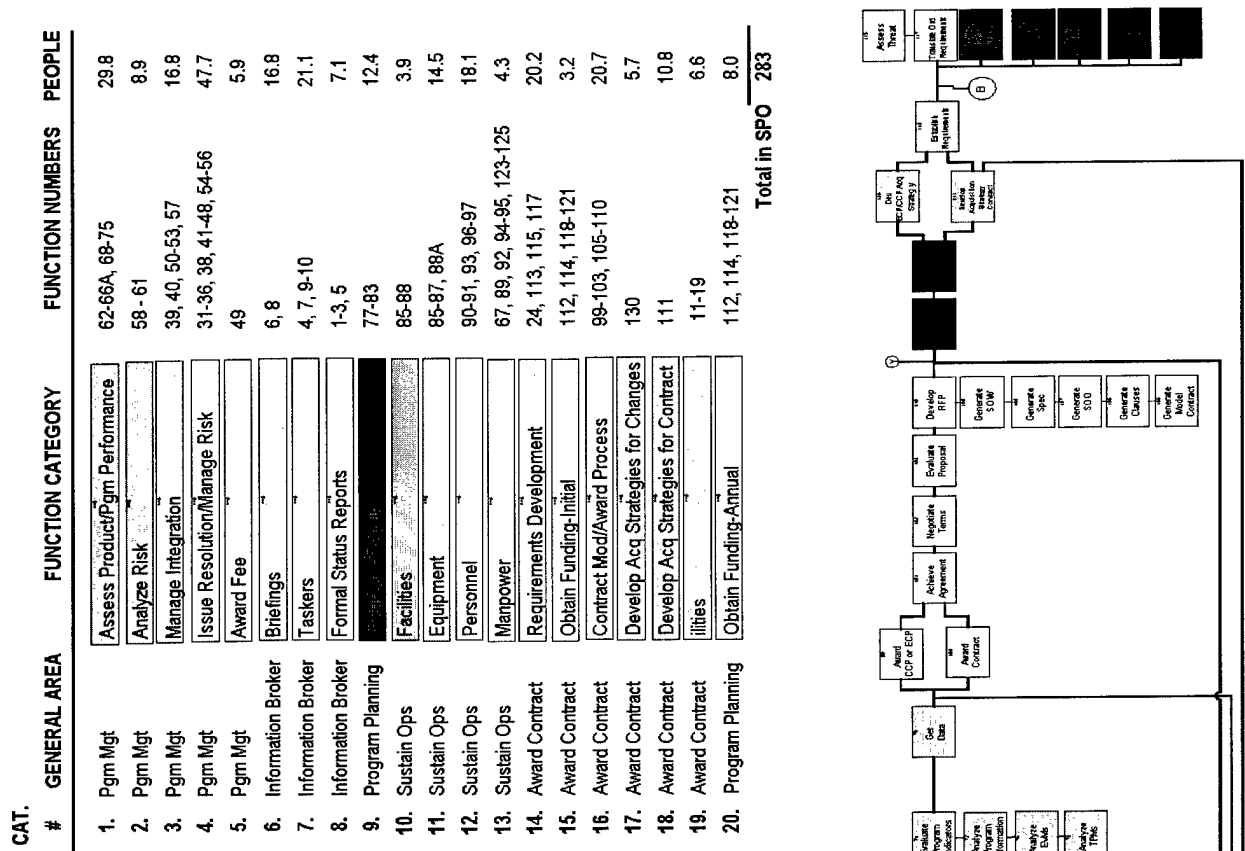 CAT.
# GENERAL AREA FUNCTION CATEGORY FUNCTION NUMBERS PEOPLE
1. Pgm Mgt Assess Product/Pgm Performance 62-66A, 68-75 29.8
2. Pgm Mgt Analyze Risk 58 - 61 8.9
3. Pgm Mgt Manage Integration 39, 40, 50-53, 57 16.8
4. Pgm Mgt Issue Resolution/Manage Risk 31-36, 38, 41-48, 54-56 47.7
5. Pgm Mgt Award Fee 49 5.9
6. Information Broker Briefings 6, 8 16.8
7. Information Broker Taskers 4, 7, 9-10 21.1
8. Information Broker Formal Status Reports 1-3, 5 7.1
9. Program Planning 77-83 12.4
10. Sustain Ops Facilities 85-88 3.9
11. Sustain Ops Equipment 85-87, 88A 14.5
12. Sustain Ops Personnel 90-91, 93, 96-97 18.1
13. Sustain Ops Manpower 67, 89, 92, 94-95, 123-125 4.3
14. Award Contract Requirements Development 24, 113, 115, 117 20.2
15. Award Contract Obtain Funding-Initial 112, 114, 118-121 3.2
16. Award Contract Contract Mod/Award Process 99-103, 105-110 20.7
17. Award Contract Develop Acq Strategies for Changes 130 5.7
18. Award Contract Develop Acq Strategies for Contract 111 10.8
19. Award Contract ilities 11-19 6.6
20. Program Planning Obtain Funding-Annual 112, 114, 118-121 8.0
Total in SPO 283
Evaluate
Program
Indicators
Analyze
Program
Information
Analyze
EVMs
Analyze
TPMs
Get
Data
Award
CCP or ECP
Award
Contract
Achieve
Agreement
Negotiate
Terms
Evaluate
Proposal
Develop
RFP
Generate
SOW
Generate
Spec
Generate
SOO
Generate
Clauses
Generate
Model
Contract
Y
ECP/CCP Acq
Strategy
Acquisition
Strategy
Contract
Establish
Requirements
B
Assess
Threat
Translate Ord
Requirements